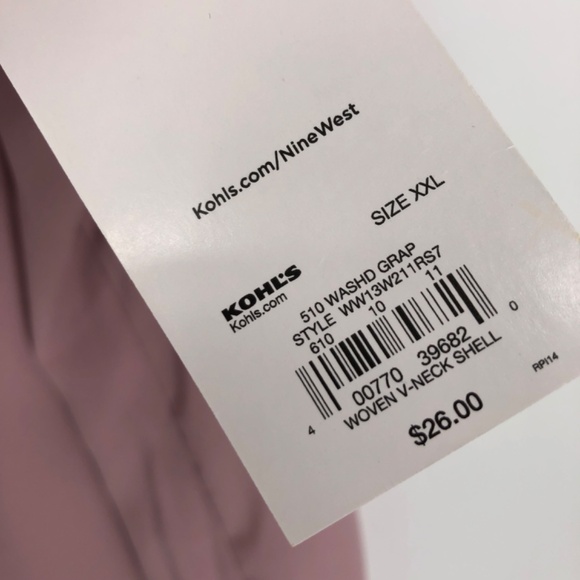 Kohls.com/NineWest
SIZE XXL
KOHL'S
Kohls.com
510 WASHD GRAP
STYLE WW13W211RS7
610 10 11
4 00770 39682 0
WOVEN V-NECK SHELL
RPI14
$26.00